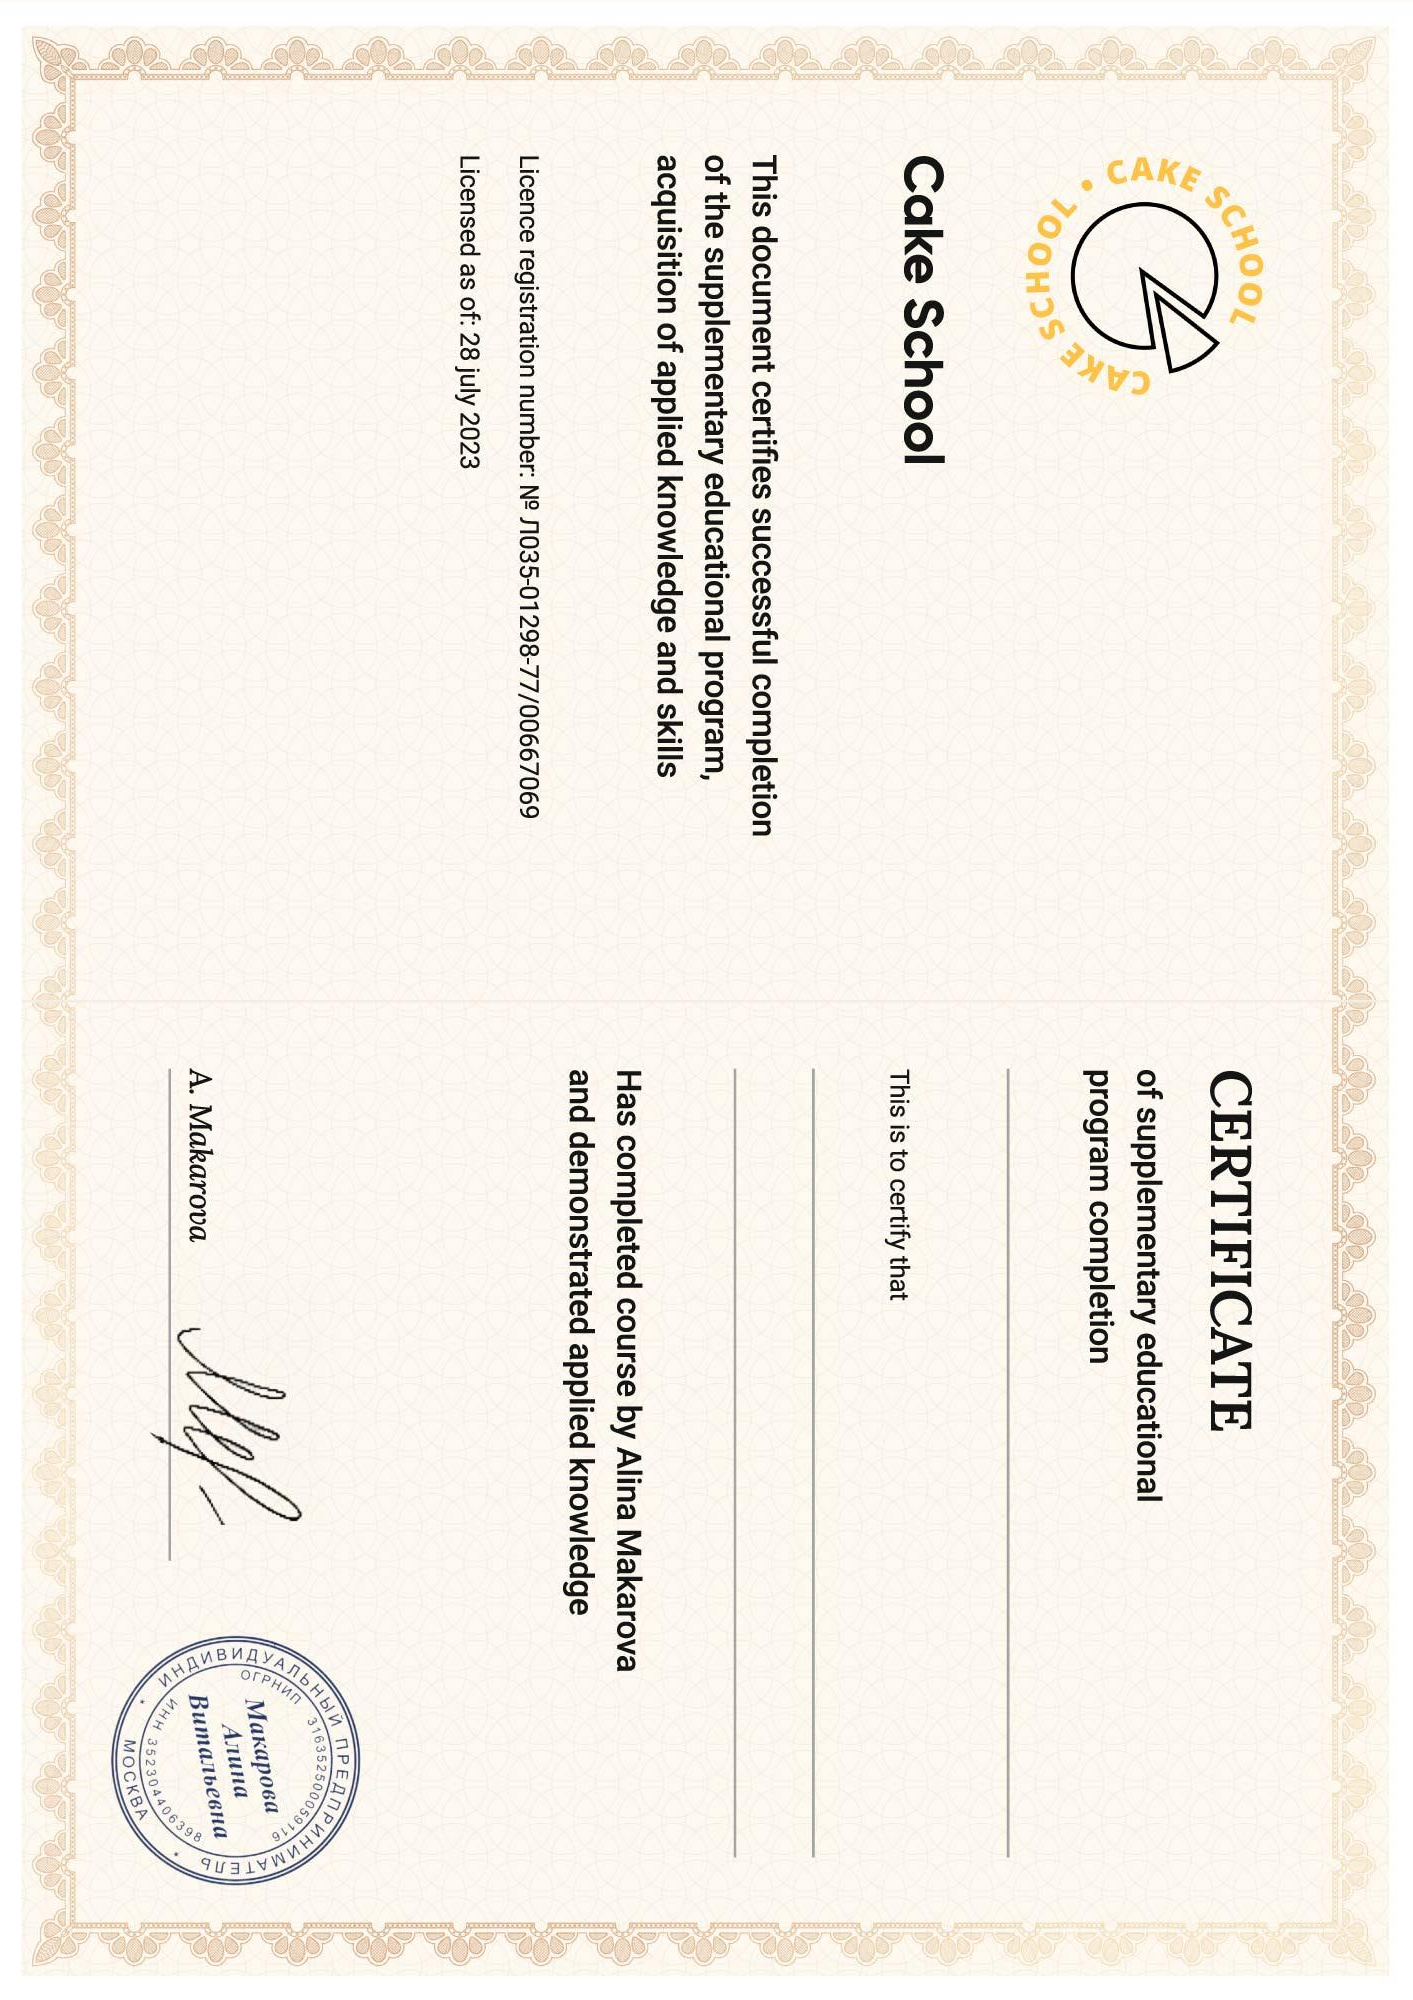 CAKE SCHOOL • CAKE SCHOOL
Cake School
This document certifies successful completion
of the supplementary educational program,
acquisition of applied knowledge and skills
Licence registration number: № Л035-01298-77/00667069
Licensed as of: 28 july 2023
CERTIFICATE
of supplementary educational
program completion
This is to certify that
Has completed course by Alina Makarova
and demonstrated applied knowledge
A. Makarova
ИНДИВИДУАЛЬНЫЙ ПРЕДПРИНИМАТЕЛЬ
ОГРНИП 316352500059116
Макарова
Алина
Витальевна
ИНН 352304406398
МОСКВА